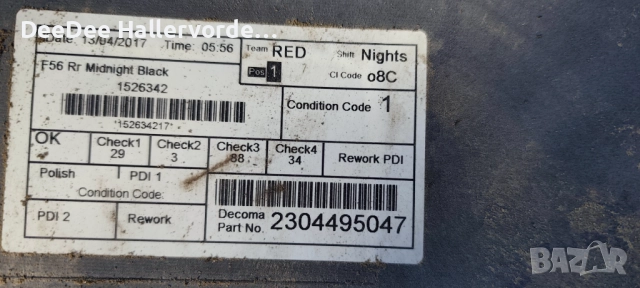 DeeDee Hallervorde...
Date: 13/04/2017 Time: 05:56
Team RED Shift Nights
Pos 1 CI Code o8C
F56 Rr Midnight Black
1526342
*152634217*
Condition Code 1
OK Check1 29 Check2 3 Check3 88 Check4 34 Rework PDI
Polish PDI 1
Condition Code:
PDI 2 Rework
Decoma Part No. 2304495047
BAZAR